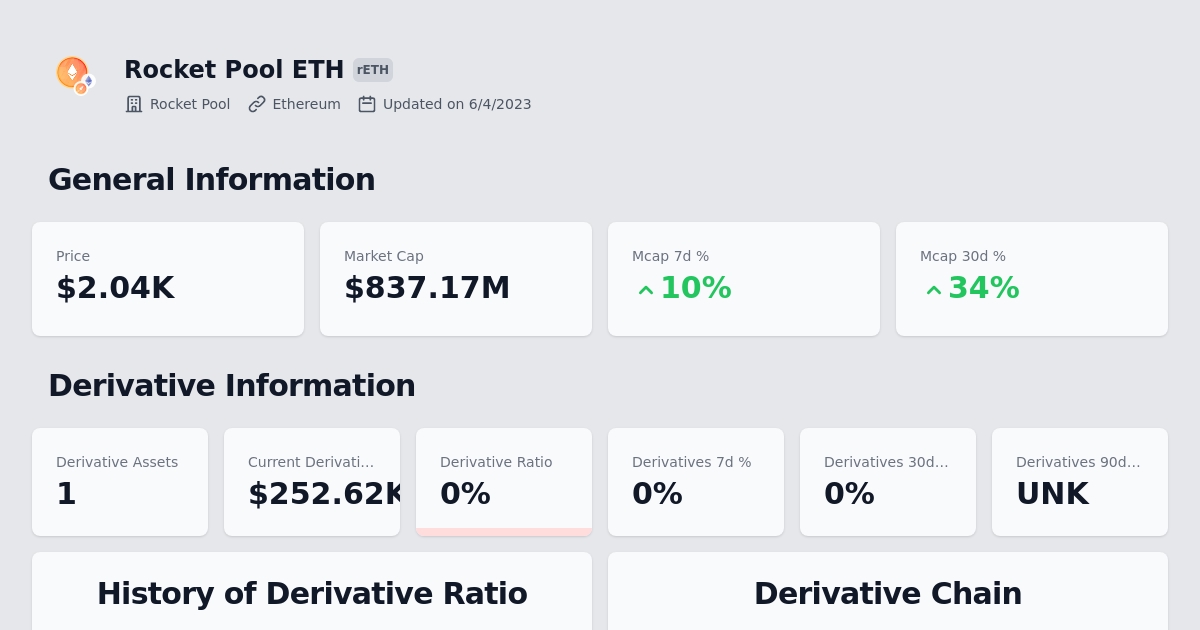 Rocket Pool ETH rETH
Rocket Pool Ethereum Updated on 6/4/2023
General Information
Price
$2.04K
Market Cap
$837.17M
Mcap 7d %
10%
Mcap 30d %
34%
Derivative Information
Derivative Assets
1
Current Derivati...
$252.62K
Derivative Ratio
0%
Derivatives 7d %
0%
Derivatives 30d...
0%
Derivatives 90d...
UNK
History of Derivative Ratio
Derivative Chain